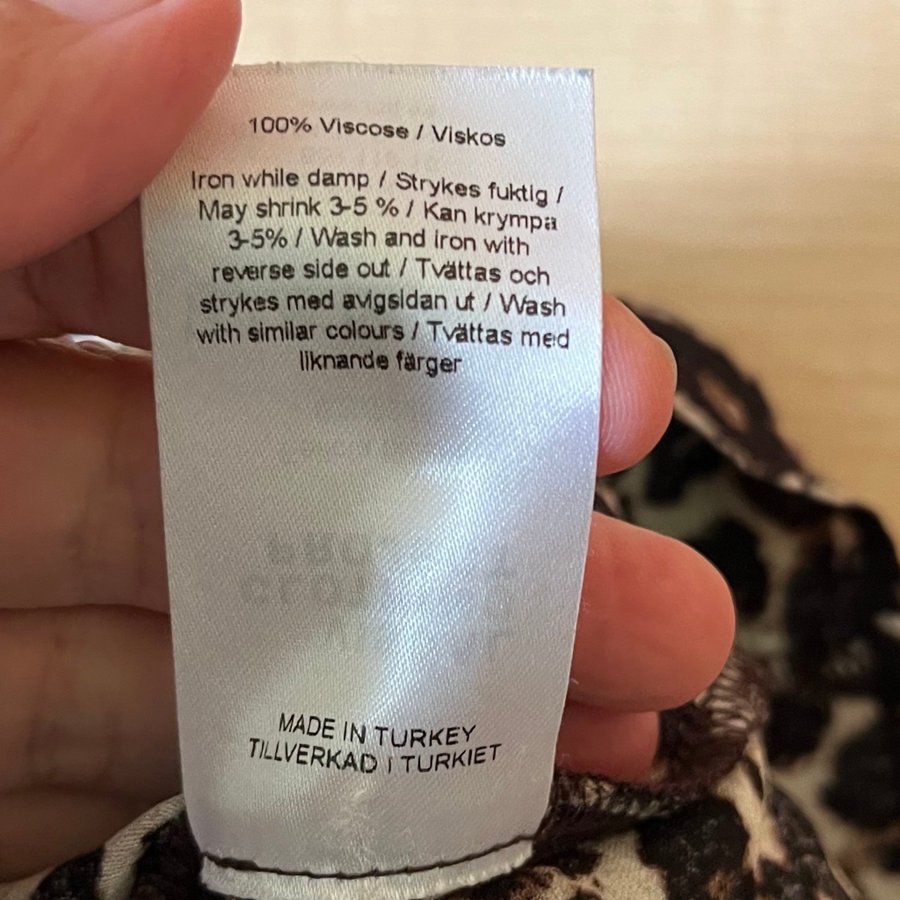 100% Viscose / Viskos
Iron while damp / Strykes fuktig /
May shrink 3-5 % / Kan krympa
3-5% / Wash and iron with
reverse side out / Tvättas och
strykes med avigsidan ut / Wash
with similar colours / Tvättas med
liknande färger
MADE IN TURKEY
TILLVERKAD I TURKIET